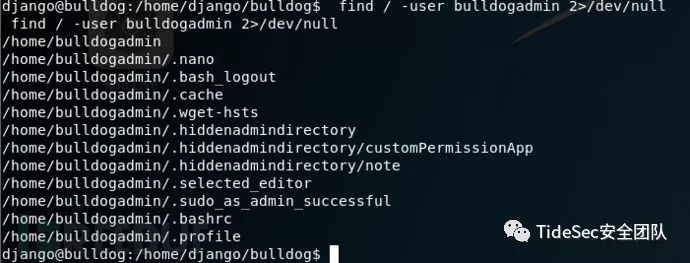 django@bulldog:/home/django/bulldog$  find / -user bulldogadmin 2>/dev/null
 find / -user bulldogadmin 2>/dev/null
/home/bulldogadmin
/home/bulldogadmin/.nano
/home/bulldogadmin/.bash_logout
/home/bulldogadmin/.cache
/home/bulldogadmin/.wget-hsts
/home/bulldogadmin/.hiddenadmindirectory
/home/bulldogadmin/.hiddenadmindirectory/customPermissionApp
/home/bulldogadmin/.hiddenadmindirectory/note
/home/bulldogadmin/.selected_editor
/home/bulldogadmin/.sudo_as_admin_successful
/home/bulldogadmin/.bashrc
/home/bulldogadmin/.profile
django@bulldog:/home/django/bulldog$
TideSec安全团队